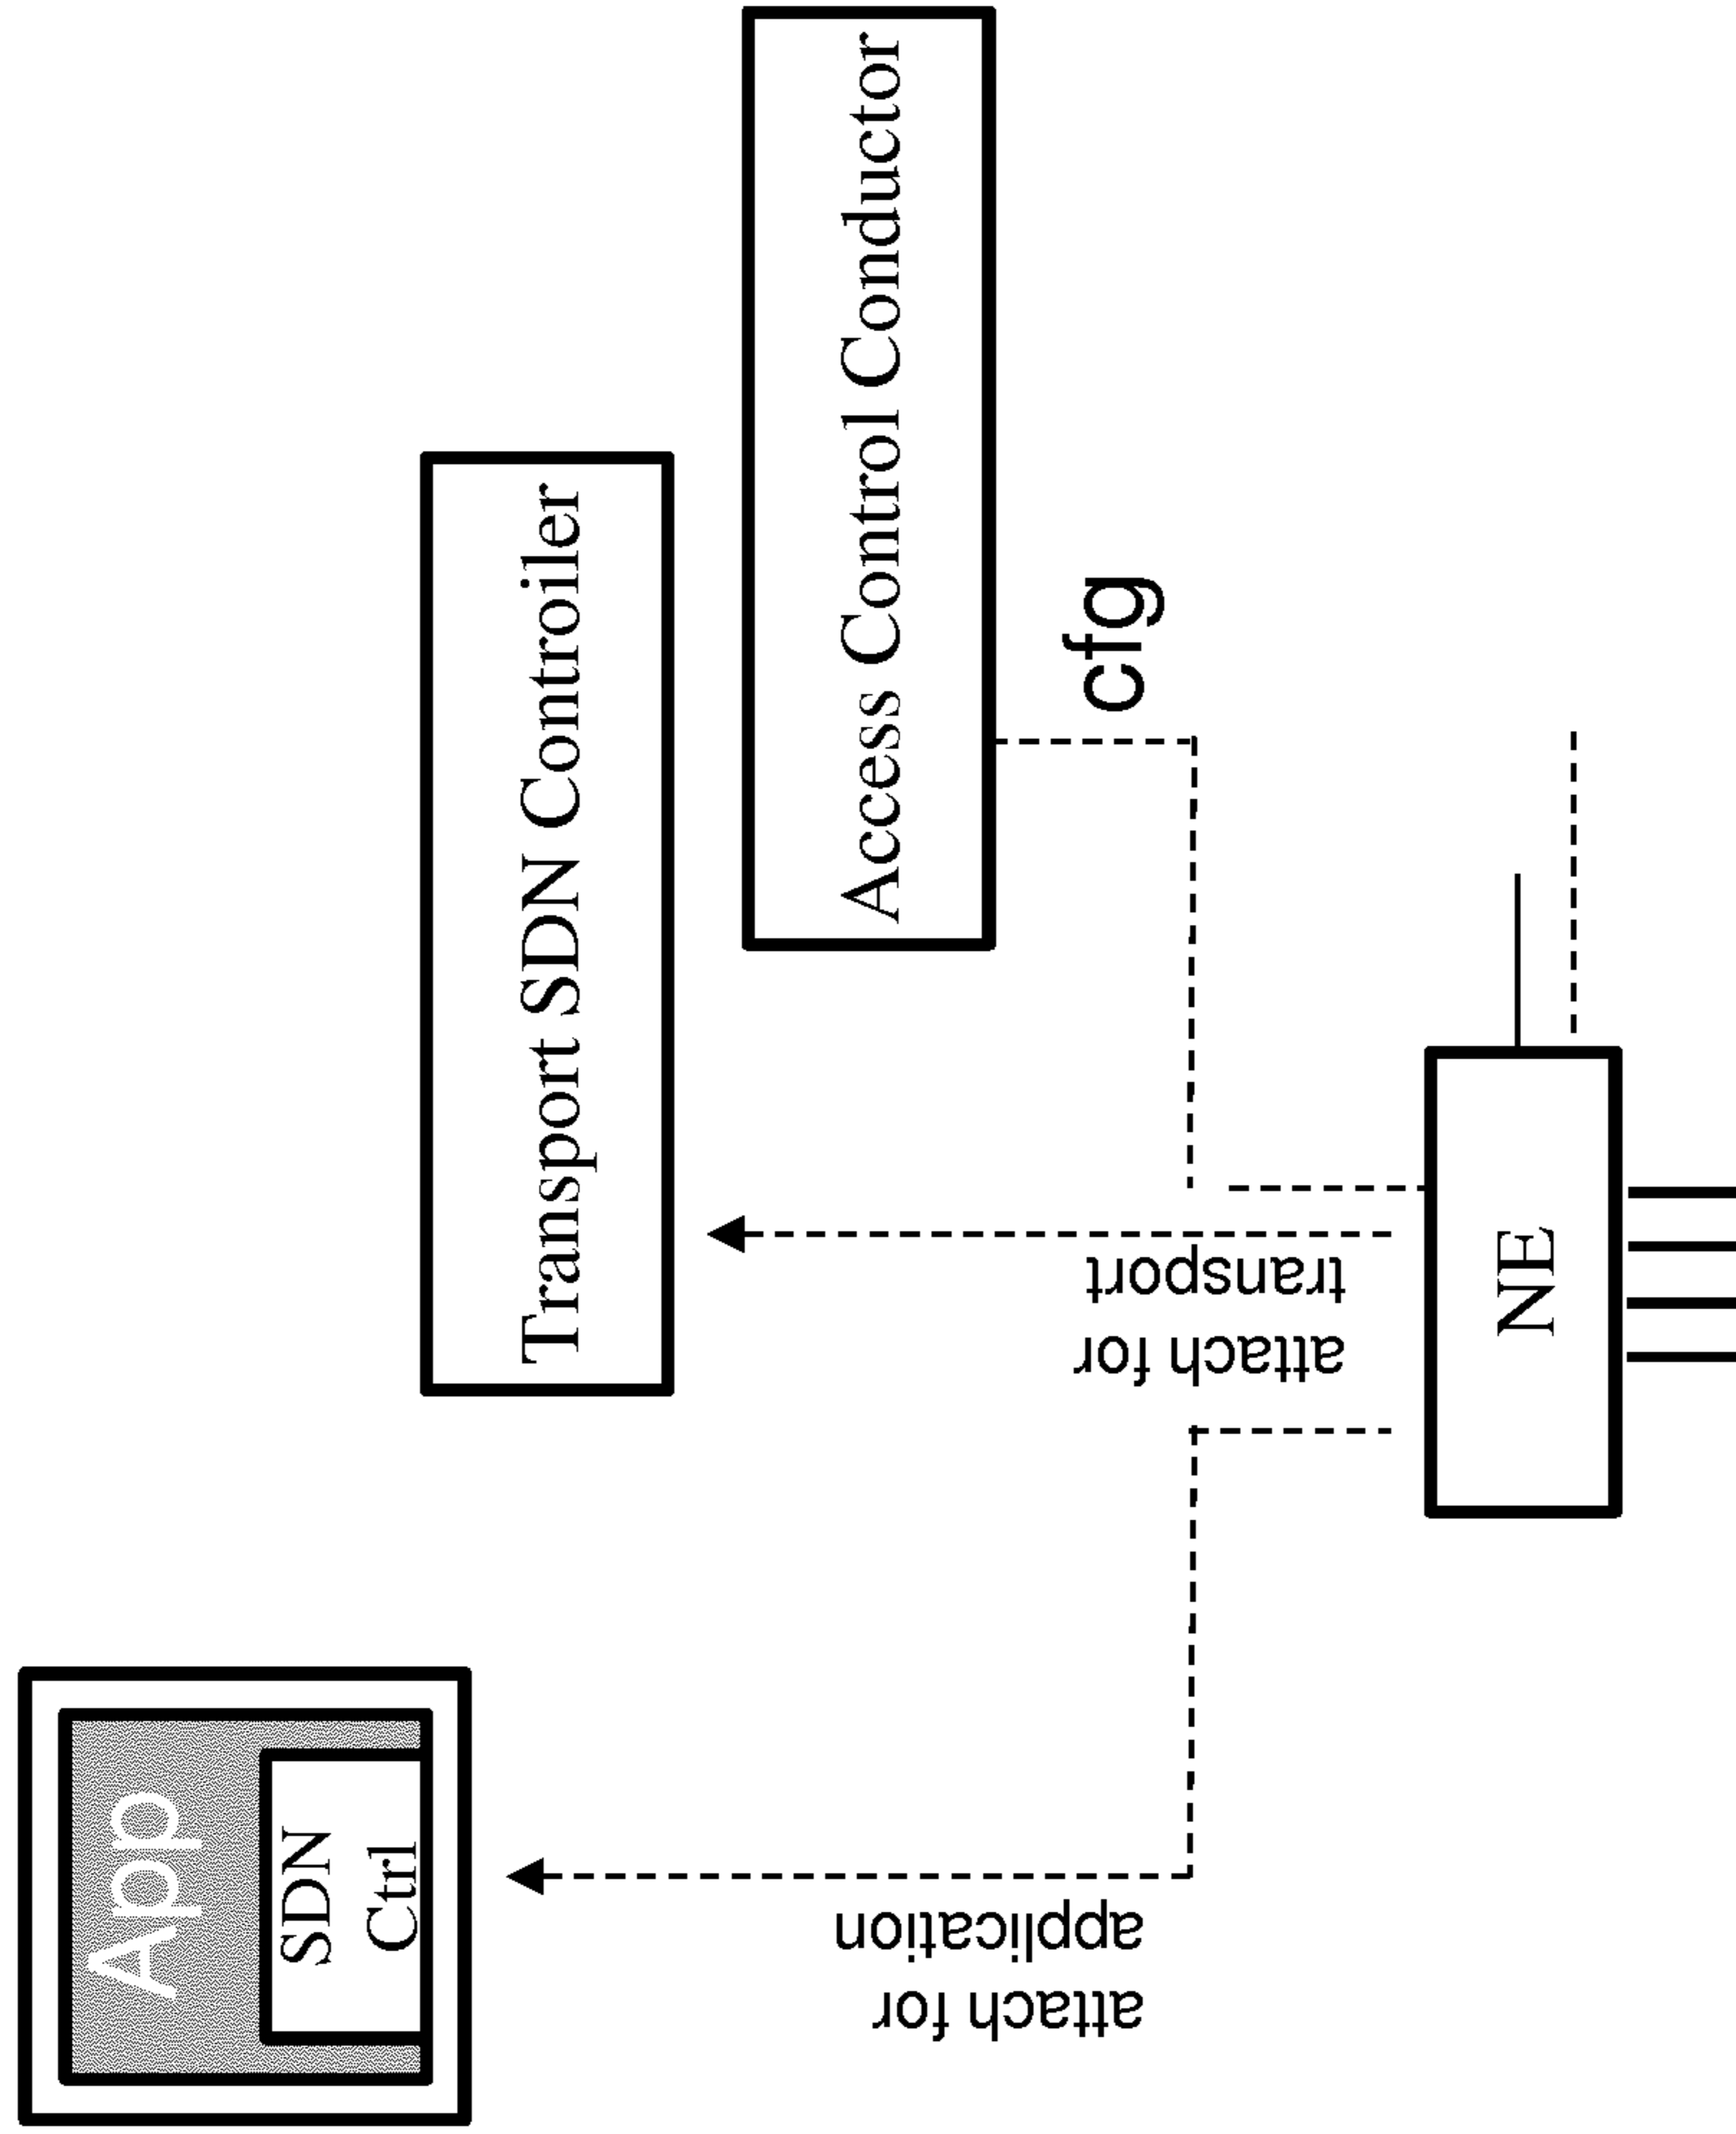 App
SDN
Ctrl
Transport SDN Controiler
Access Control Conductor
cfg
attach for
transport
attach for
application
NE